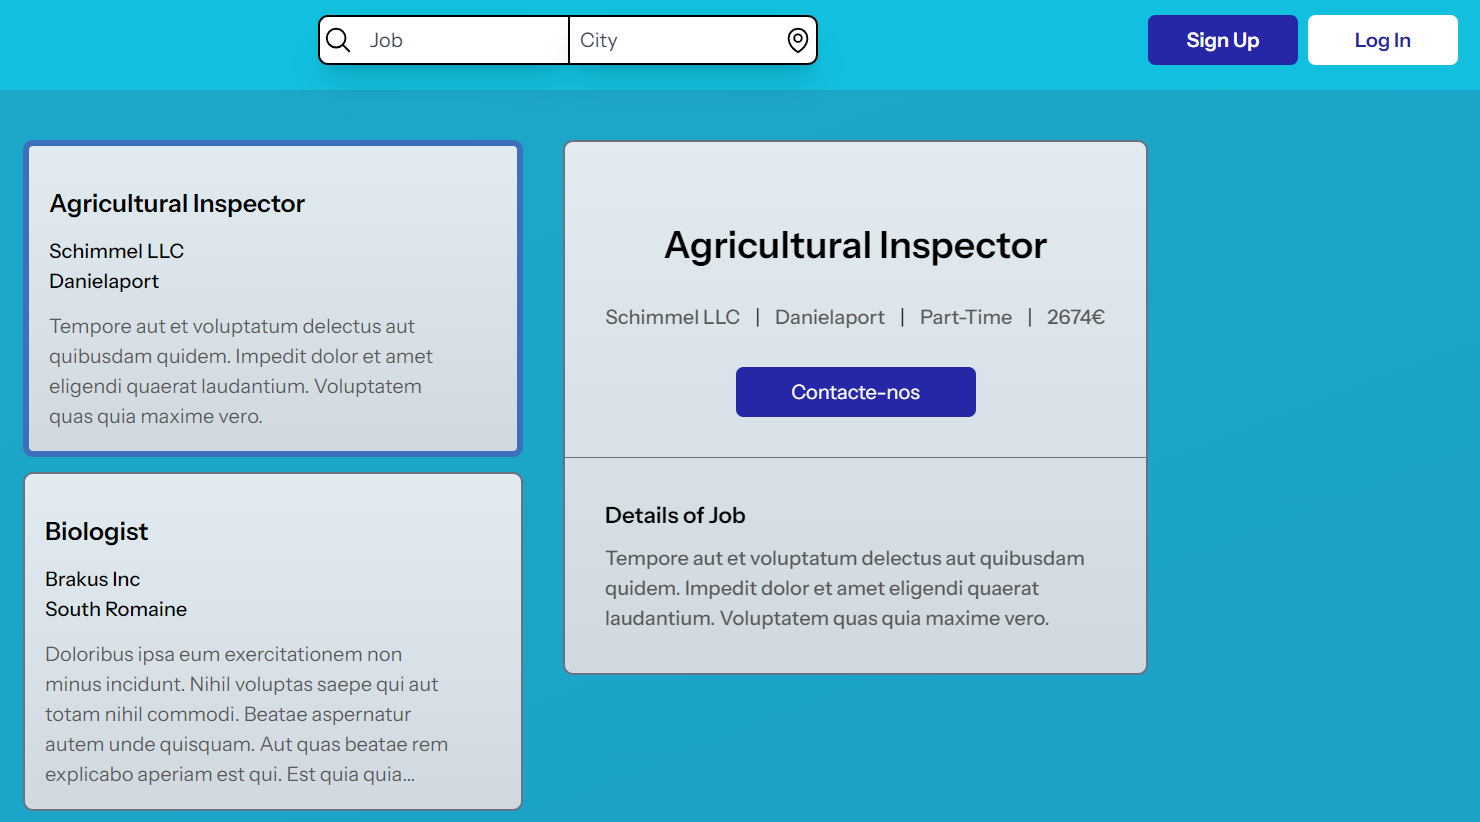 Job
City
Sign Up
Log In
Agricultural Inspector
Schimmel LLC
Danielaport
Tempore aut et voluptatum delectus aut
quibusdam quidem. Impedit dolor et amet
eligendi quaerat laudantium. Voluptatem
quas quia maxime vero.
Biologist
Brakus Inc
South Romaine
Doloribus ipsa eum exercitationem non
minus incidunt. Nihil voluptas saepe qui aut
totam nihil commodi. Beatae aspernatur
autem unde quisquam. Aut quas beatae rem
explicabo aperiam est qui. Est quia quia...
Agricultural Inspector
Schimmel LLC | Danielaport | Part-Time | 2674€
Contacte-nos
Details of Job
Tempore aut et voluptatum delectus aut quibusdam
quidem. Impedit dolor et amet eligendi quaerat
laudantium. Voluptatem quas quia maxime vero.